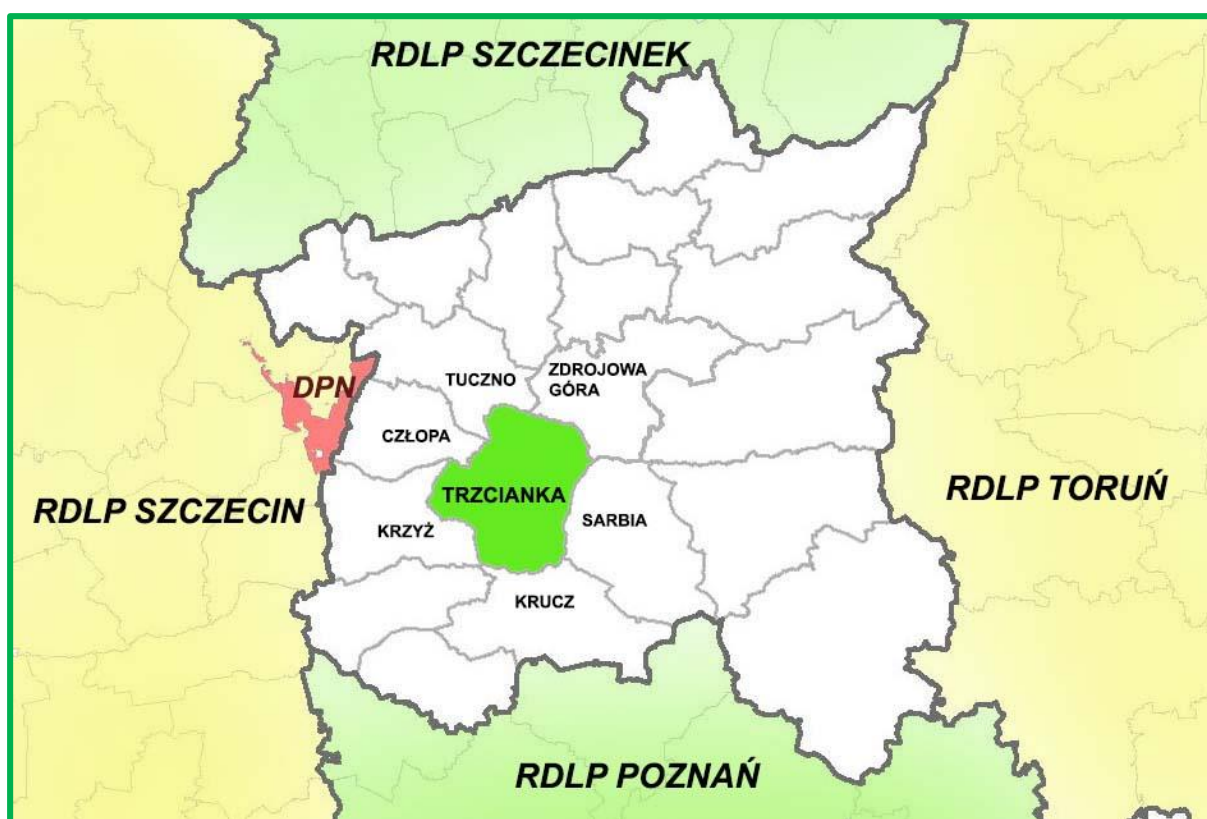 RDLP SZCZECINEK
DPN
TUCZNO
ZDROJOWA
GÓRA
CZŁOPA
TRZCIANKA
RDLP SZCZECIN
RDLP TORUŃ
KRZYŻ
SARBIA
KRUCZ
RDLP POZNAŃ